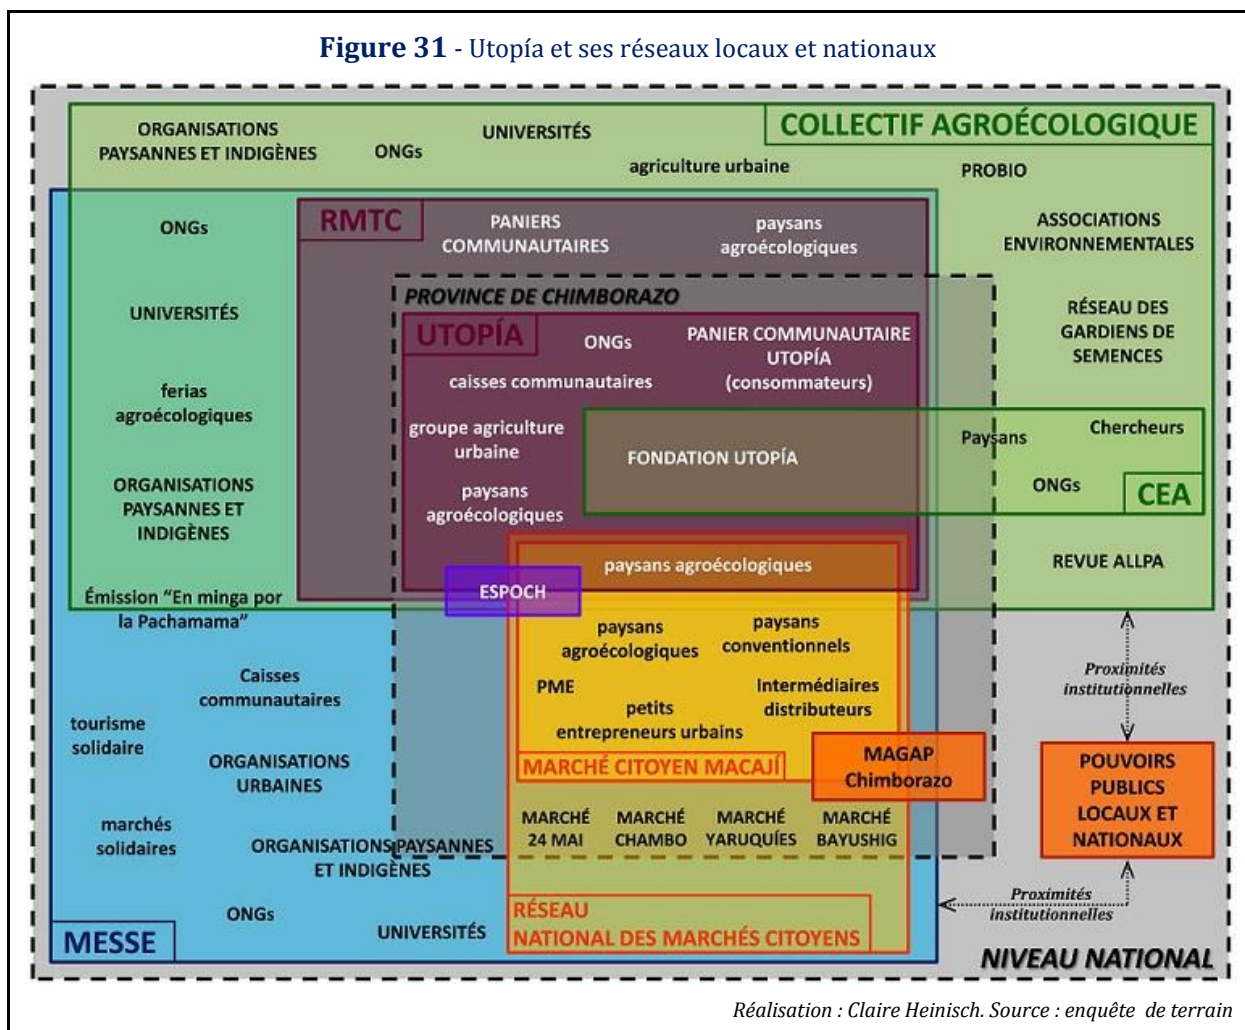 Figure 31 - Utopía et ses réseaux locaux et nationaux
COLLECTIF AGROÉCOLOGIQUE
ORGANISATIONS
PAYSANNES ET INDIGÈNES
ONGs
UNIVERSITÉS
agriculture urbaine
PROBIO
ASSOCIATIONS
ENVIRONNEMENTALES
RÉSEAU DES
GARDIENS DE
SEMENCES
ONGs
UNIVERSITÉS
ferias
agroécologiques
ORGANISATIONS
PAYSANNES ET
INDIGÈNES
Émission “En minga por
la Pachamama”
RMTC
PANIERS
COMMUNAUTAIRES
paysans
agroécologiques
PROVINCE DE CHIMBORAZO
UTOPÍA
ONGs
PANIER COMMUNAUTAIRE
UTOPÍA
(consommateurs)
caisses communautaires
groupe agriculture
urbaine
paysans
agroécologiques
FONDATION UTOPÍA
Paysans
Chercheurs
ONGs
CEA
REVUE ALLPA
paysans agroécologiques
ESPOCH
paysans
agroécologiques
paysans
conventionnels
PME
Intermédiaires
distributeurs
petits
entrepreneurs urbains
MARCHÉ CITOYEN MACAJÍ
MAGAP
Chimborazo
MARCHÉ
24 MAI
MARCHÉ
CHAMBO
MARCHÉ
YARUQUÍES
MARCHÉ
BAYUSHIG
RÉSEAU
NATIONAL DES MARCHÉS CITOYENS
Caisses
communautaires
tourisme
solidaire
ORGANISATIONS
URBAINES
marchés
solidaires
ORGANISATIONS PAYSANNES
ET INDIGÈNES
ONGs
UNIVERSITÉS
MESSE
Proximités
institutionnelles
POUVOIRS
PUBLICS
LOCAUX ET
NATIONAUX
Proximités
institutionnelles
NIVEAU NATIONAL
Réalisation : Claire Heinisch. Source : enquête de terrain